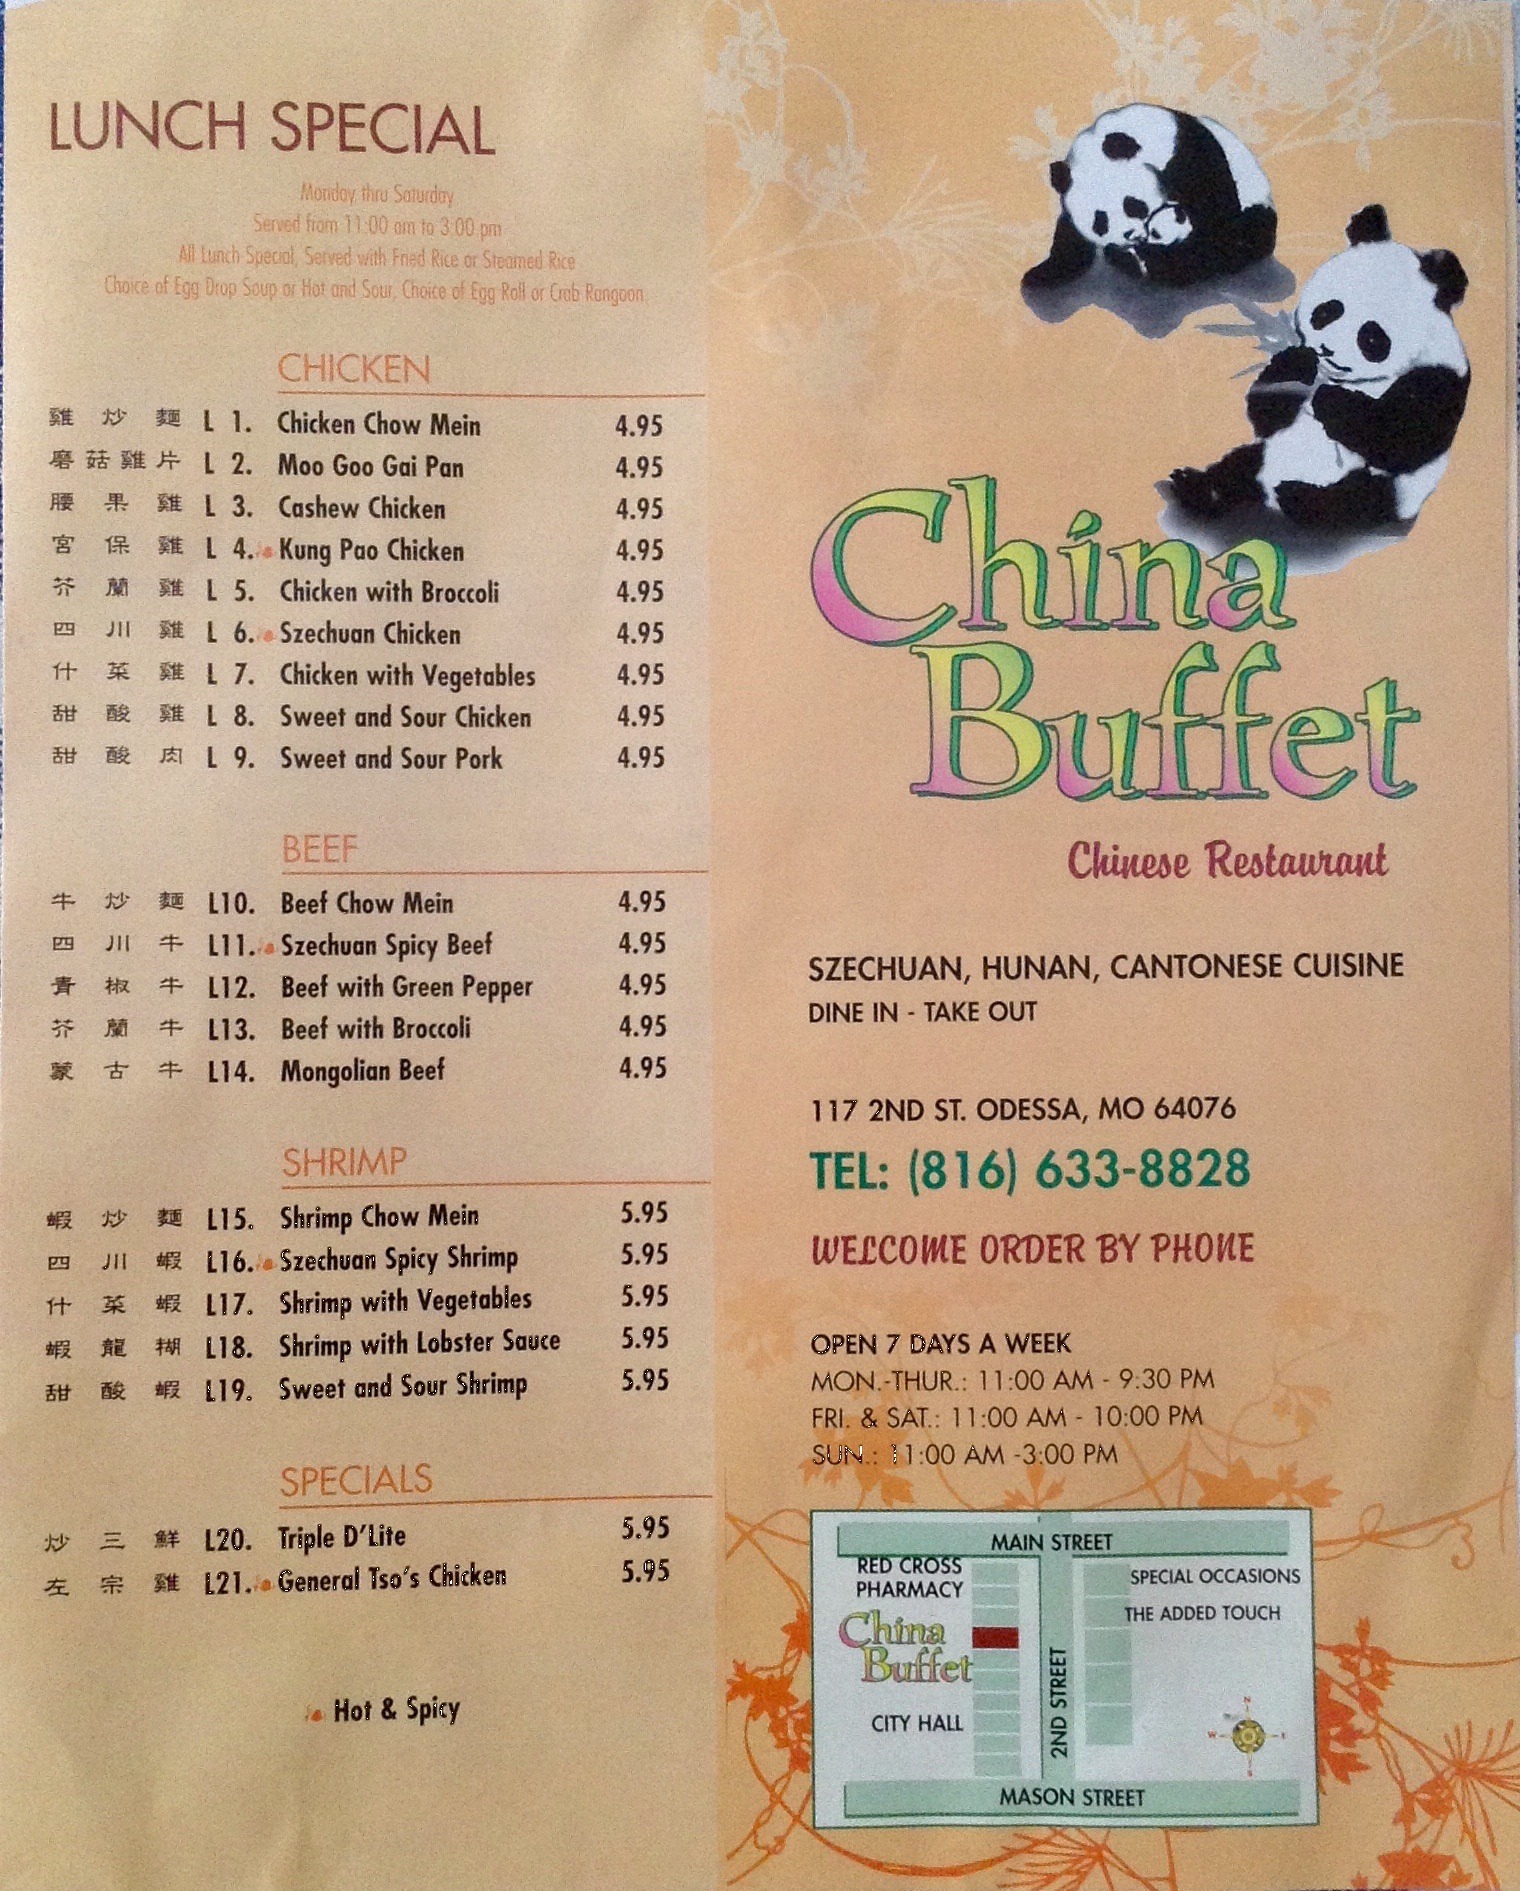 LUNCH SPECIAL
Monday thru Saturday
Served from 11:00 am to 3:00 pm
All Lunch Special, Served with Fried Rice or Steamed Rice
Choice of Egg Drop Soup or Hot and Sour, Choice of Egg Roll or Crab Rangoon
CHICKEN
雞炒麵 L 1. Chicken Chow Mein 4.95
磨菇雞片 L 2. Moo Goo Gai Pan 4.95
腰果雞 L 3. Cashew Chicken 4.95
宮保雞 L 4. Kung Pao Chicken 4.95
芥蘭雞 L 5. Chicken with Broccoli 4.95
四川雞 L 6. Szechuan Chicken 4.95
什菜雞 L 7. Chicken with Vegetables 4.95
甜酸雞 L 8. Sweet and Sour Chicken 4.95
甜酸肉 L 9. Sweet and Sour Pork 4.95
BEEF
牛炒麵 L10. Beef Chow Mein 4.95
四川牛 L11. Szechuan Spicy Beef 4.95
青椒牛 L12. Beef with Green Pepper 4.95
芥蘭牛 L13. Beef with Broccoli 4.95
蒙古牛 L14. Mongolian Beef 4.95
SHRIMP
蝦炒麵 L15. Shrimp Chow Mein 5.95
四川蝦 L16. Szechuan Spicy Shrimp 5.95
什菜蝦 L17. Shrimp with Vegetables 5.95
蝦龍糊 L18. Shrimp with Lobster Sauce 5.95
甜酸蝦 L19. Sweet and Sour Shrimp 5.95
SPECIALS
炒三鮮 L20. Triple D'Lite 5.95
左宗雞 L21. General Tso's Chicken 5.95
Hot & Spicy
China
Buffet
Chinese Restaurant
SZECHUAN, HUNAN, CANTONESE CUISINE
DINE IN - TAKE OUT
117 2ND ST. ODESSA, MO 64076
TEL: (816) 633-8828
WELCOME ORDER BY PHONE
OPEN 7 DAYS A WEEK
MON.-THUR.: 11:00 AM - 9:30 PM
FRI. & SAT.: 11:00 AM - 10:00 PM
SUN.: 11:00 AM -3:00 PM
MAIN STREET
RED CROSS
PHARMACY
SPECIAL OCCASIONS
THE ADDED TOUCH
China
Buffet
2ND STREET
CITY HALL
N
W E
S
MASON STREET